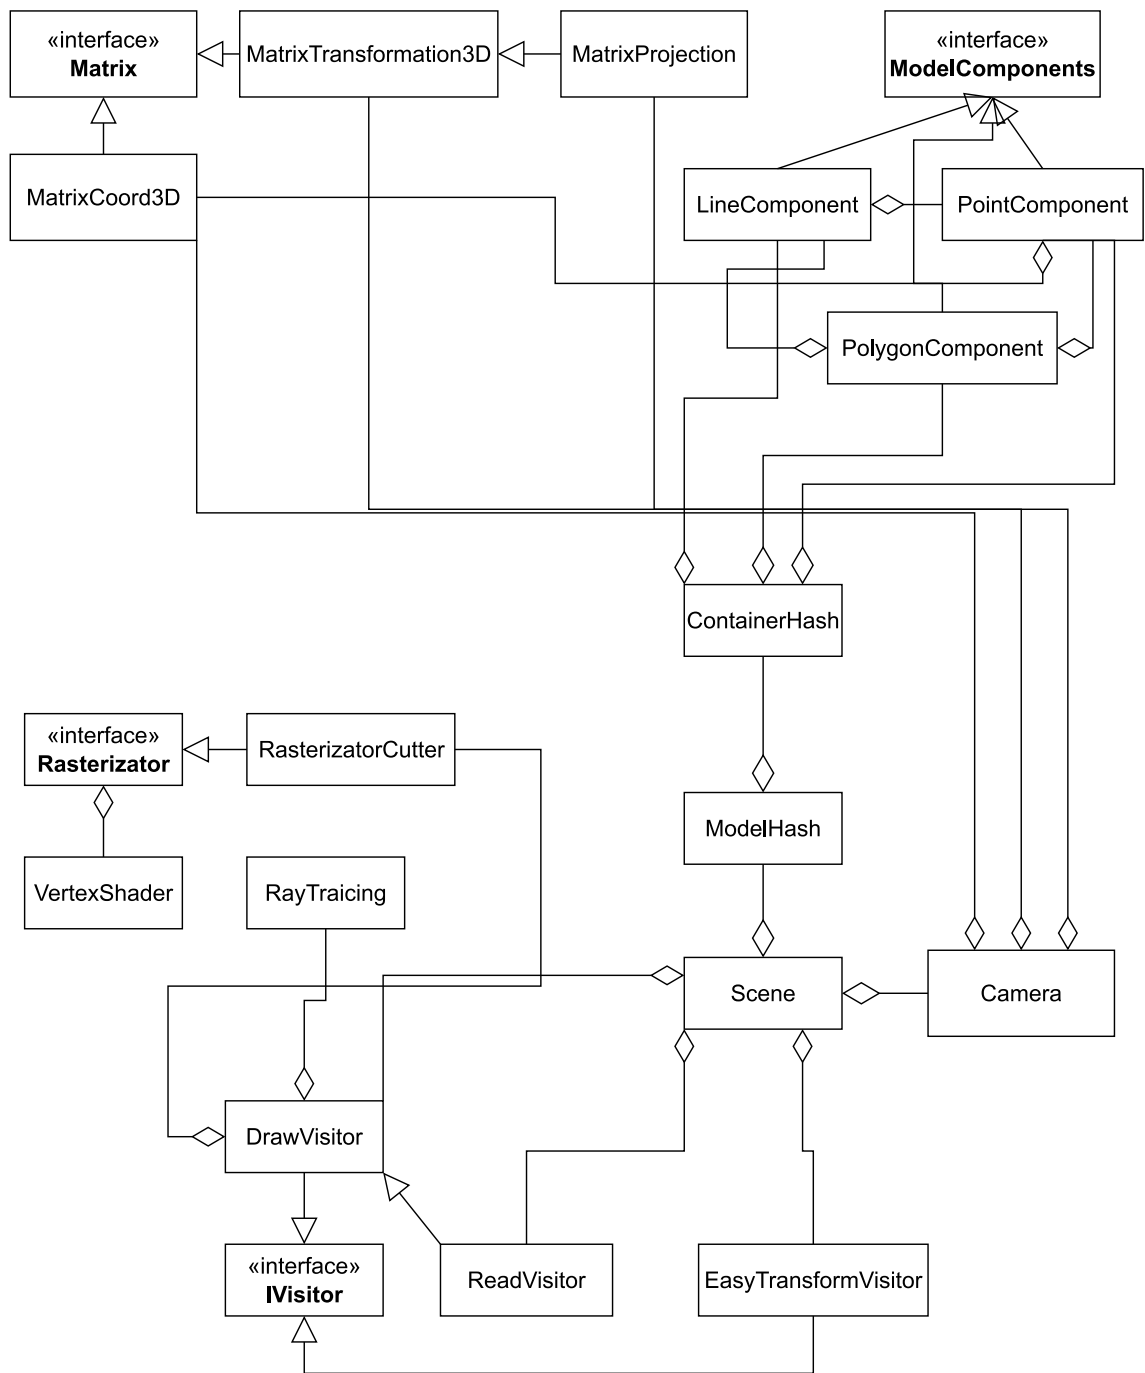 «interface»
Matrix
MatrixTransformation3D
MatrixProjection
«interface»
ModelComponents
MatrixCoord3D
LineComponent
PointComponent
PolygonComponent
ContainerHash
«interface»
Rasterizator
RasterizatorCutter
ModelHash
VertexShader
RayTraicing
Scene
Camera
DrawVisitor
«interface»
IVisitor
ReadVisitor
EasyTransformVisitor